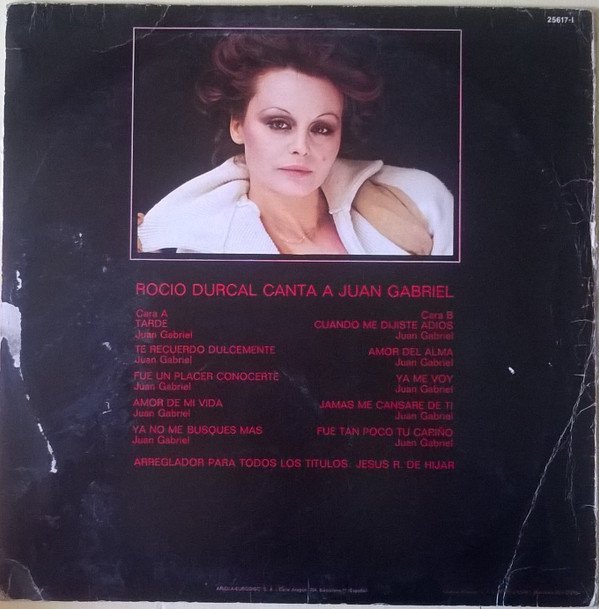 25617-I
ROCIO DURCAL CANTA A JUAN GABRIEL
Cara A
TARDE
Juan Gabriel
TE RECUERDO DULCEMENTE
Juan Gabriel
FUE UN PLACER CONOCERTE
Juan Gabriel
AMOR DE MI VIDA
Juan Gabriel
YA NO ME BUSQUES MAS
Juan Gabriel
Cara B
CUANDO ME DIJISTE ADIOS
Juan Gabriel
AMOR DEL ALMA
Juan Gabriel
YA ME VOY
Juan Gabriel
JAMAS ME CANSARE DE TI
Juan Gabriel
FUE TAN POCO TU CARIÑO
Juan Gabriel
ARREGLADOR PARA TODOS LOS TITULOS: JESUS R. DE HIJAR